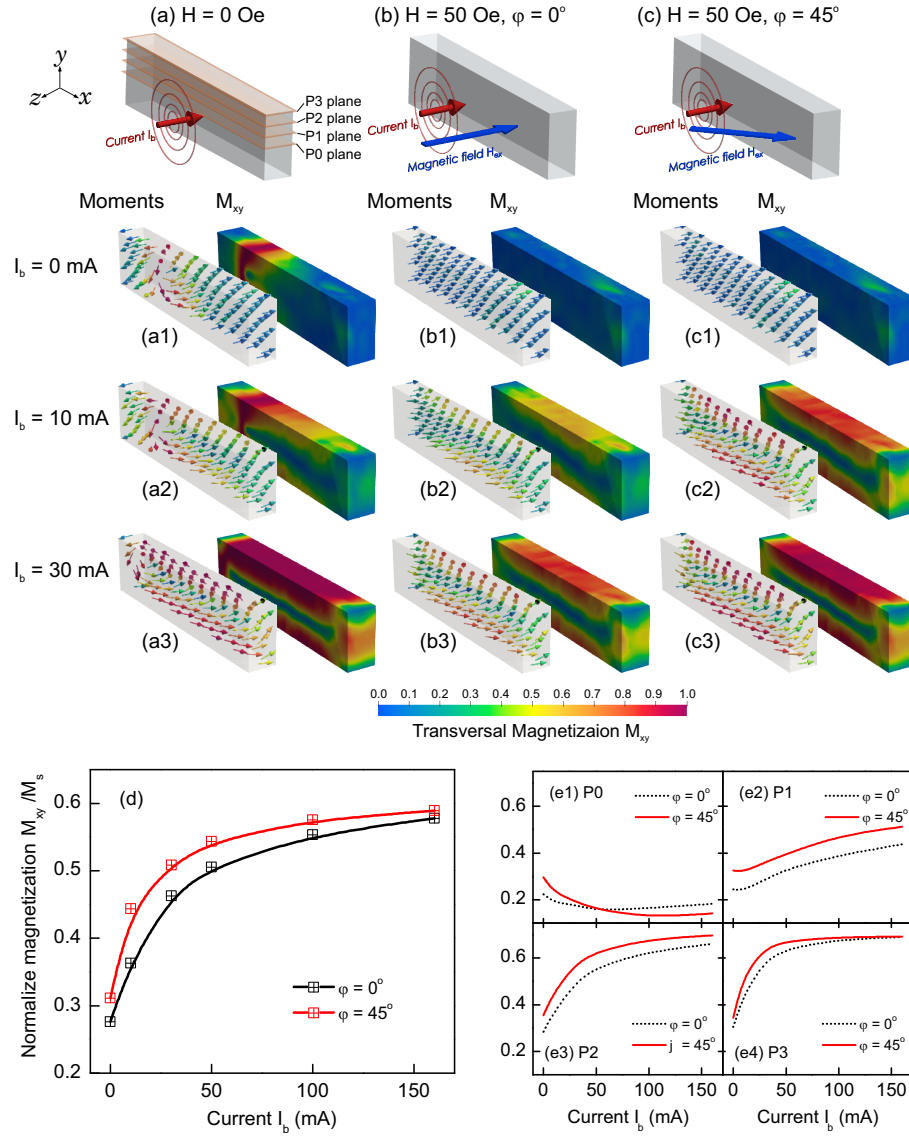 (a) H = 0 Oe
(b) H = 50 Oe, φ = 0°
(c) H = 50 Oe, φ = 45°
y
z
x
P3 plane
P2 plane
P1 plane
P0 plane
Current I_b
Current I_b
Magnetic field H_ex
Current I_b
Magnetic field H_ex
Moments M_xy
Moments M_xy
Moments M_xy
I_b = 0 mA
(a1)
(b1)
(c1)
I_b = 10 mA
(a2)
(b2)
(c2)
I_b = 30 mA
(a3)
(b3)
(c3)
0.0 0.1 0.2 0.3 0.4 0.5 0.6 0.7 0.8 0.9 1.0
Transversal Magnetizaion M_xy
Normalize magnetization M_xy /M_s
0.6
0.5
0.4
0.3
0.2
(d)
φ = 0°
φ = 45°
0 50 100 150
Current I_b (mA)
0.6
0.4
0.2
(e1) P0
φ = 0°
φ = 45°
(e2) P1
φ = 0°
φ = 45°
0.6
0.4
0.2
φ = 0°
j = 45°
(e3) P2
φ = 0°
φ = 45°
(e4) P3
0 50 100 150
0 50 100 150
Current I_b (mA)